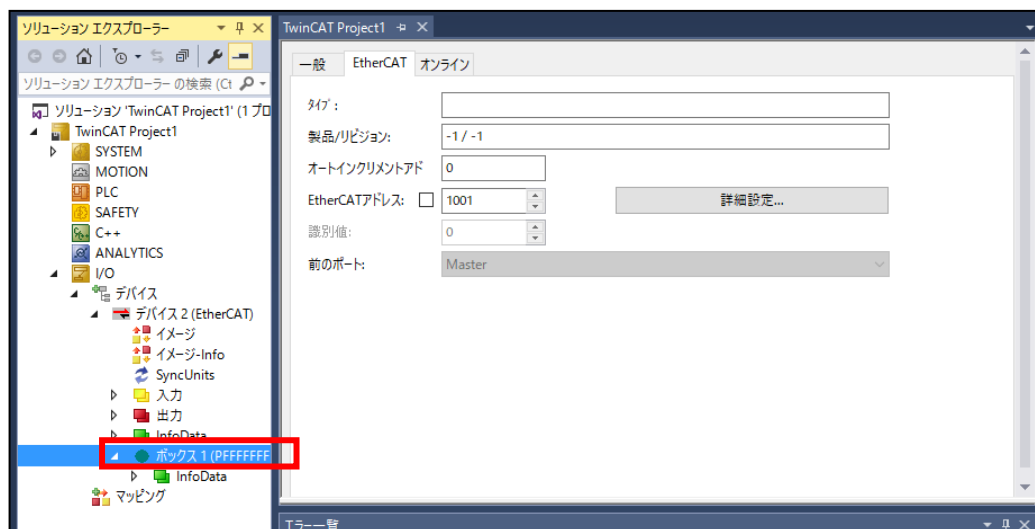 ソリューション エクスプローラー
ソリューション エクスプローラー の検索 (Ct
ソリューション 'TwinCAT Project1' (1 プロ
TwinCAT Project1
SYSTEM
MOTION
PLC
SAFETY
C++
ANALYTICS
I/O
デバイス
デバイス 2 (EtherCAT)
イメージ
イメージ-Info
SyncUnits
入力
出力
InfoData
ボックス 1 (PFFFFFFF
InfoData
マッピング
TwinCAT Project1
一般 EtherCAT オンライン
タイプ:
製品/リビジョン: -1 / -1
オートインクリメントアド 0
EtherCATアドレス: 1001 詳細設定...
識別値: 0
前のポート: Master
エラー一覧